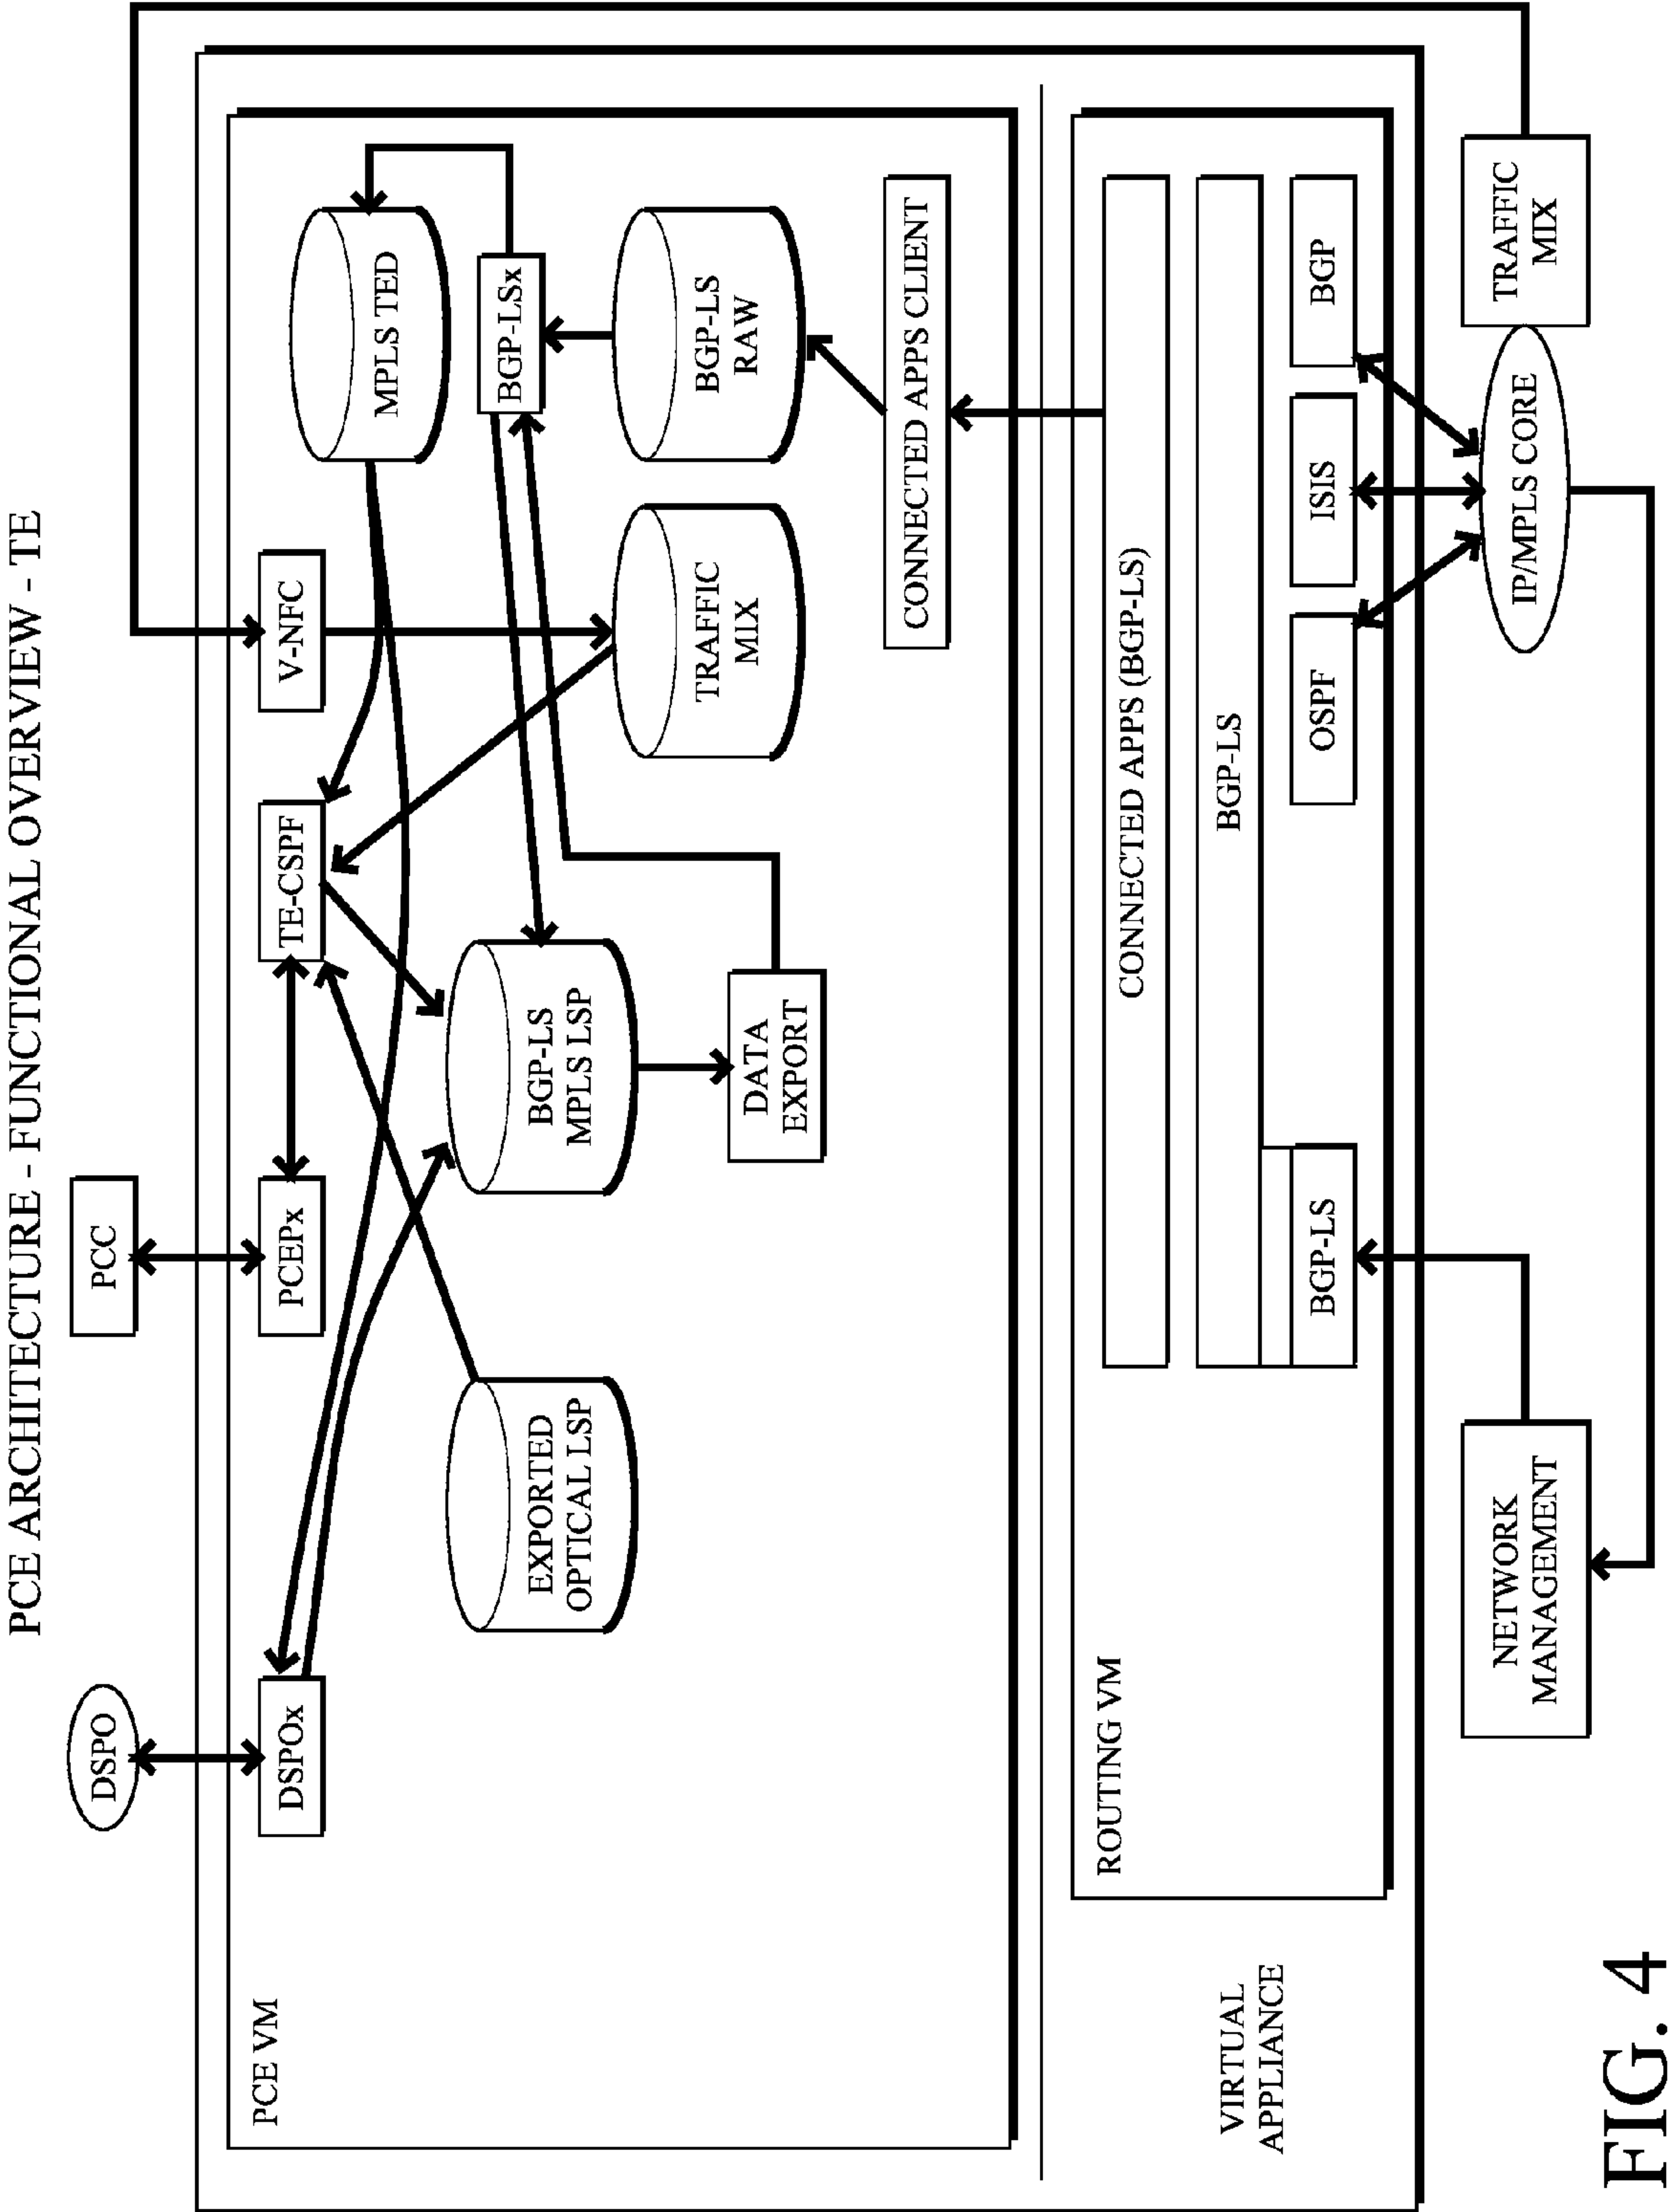 PCE ARCHITECTURE - FUNCTIONAL OVERVIEW - TE
DSPO
PCC
PCE VM
DSPOx
PCEPx
TE-CSPF
V-NFC
MPLS TED
EXPORTED
OPTICAL LSP
BGP-LS
MPLS LSP
BGP-LSx
DATA
EXPORT
TRAFFIC
MIX
BGP-LS
RAW
CONNECTED APPS CLIENT
ROUTING VM
CONNECTED APPS (BGP-LS)
BGP-LS
VIRTUAL
APPLIANCE
BGP-LS
OSPF
ISIS
BGP
NETWORK
MANAGEMENT
IP/MPLS CORE
TRAFFIC
MIX
FIG. 4